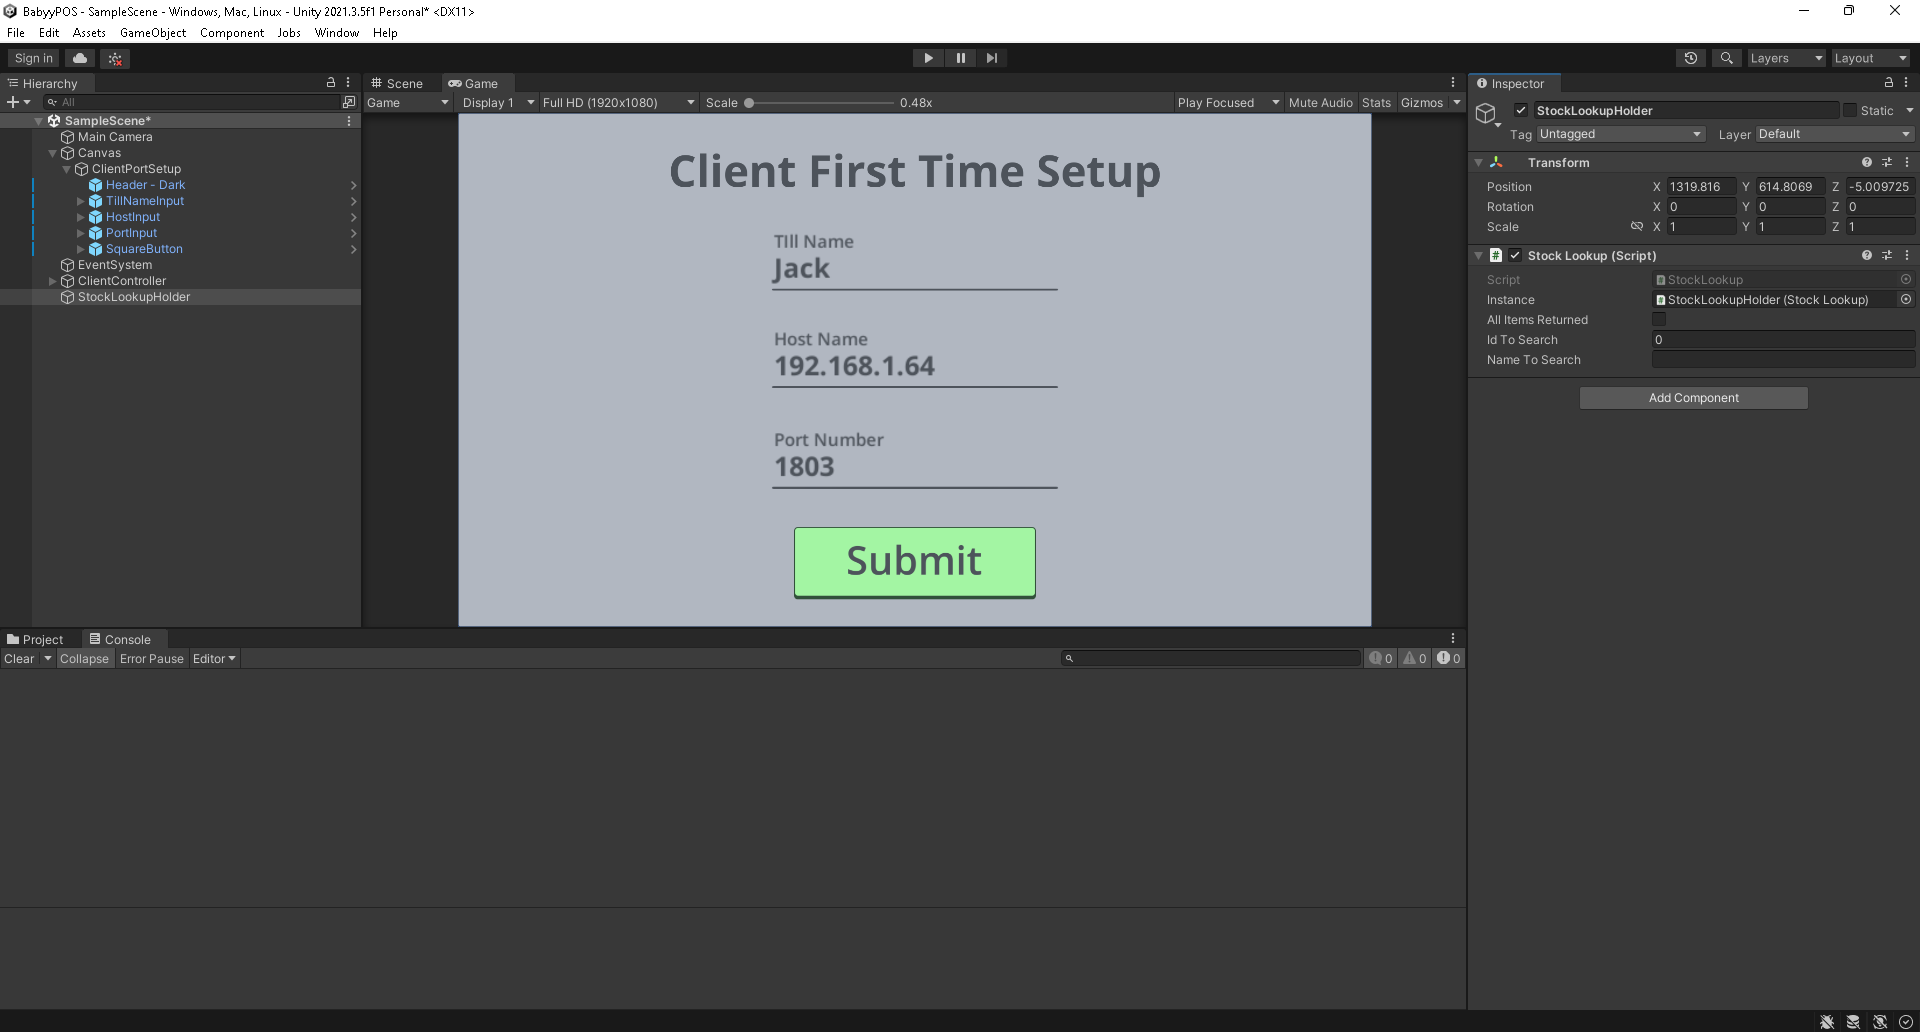 BabyyPOS - SampleScene - Windows, Mac, Linux - Unity 2021.3.5f1 Personal* <DX11>
File Edit Assets GameObject Component Jobs Window Help
Sign in Layers Layout
Hierarchy Scene Game Inspector
All Game Display 1 Full HD (1920x1080) Scale 0.48x Play Focused Mute Audio Stats Gizmos
SampleScene*
Main Camera
Canvas
ClientPortSetup
Header - Dark
TillNameInput
HostInput
PortInput
SquareButton
EventSystem
ClientController
StockLookupHolder
Client First Time Setup
TIll Name
Jack
Host Name
192.168.1.64
Port Number
1803
Submit
StockLookupHolder Static
Tag Untagged Layer Default
Transform
Position X 1319.816 Y 614.8069 Z -5.009725
Rotation X 0 Y 0 Z 0
Scale X 1 Y 1 Z 1
# Stock Lookup (Script)
Script StockLookup
Instance StockLookupHolder (Stock Lookup)
All Items Returned
Id To Search 0
Name To Search
Add Component
Project Console
Clear Collapse Error Pause Editor 0 0 0